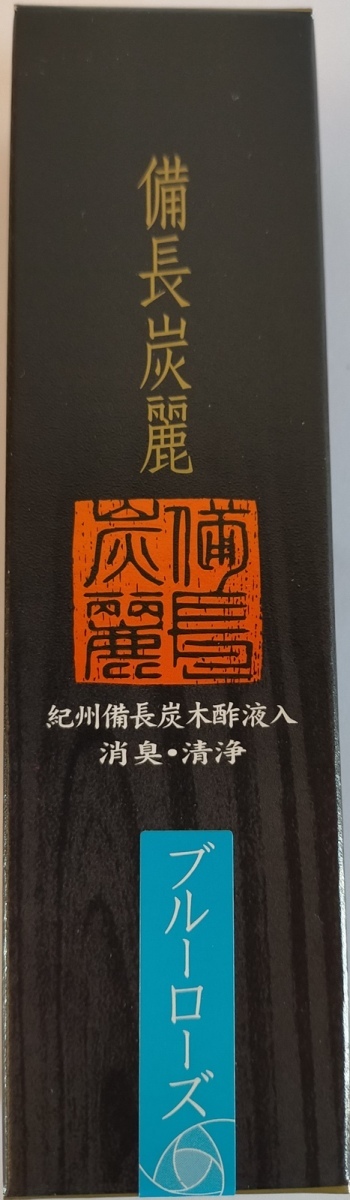 備長炭麗
備長
炭麗
紀州備長炭木酢液入
消臭・清浄
ブルーローズ